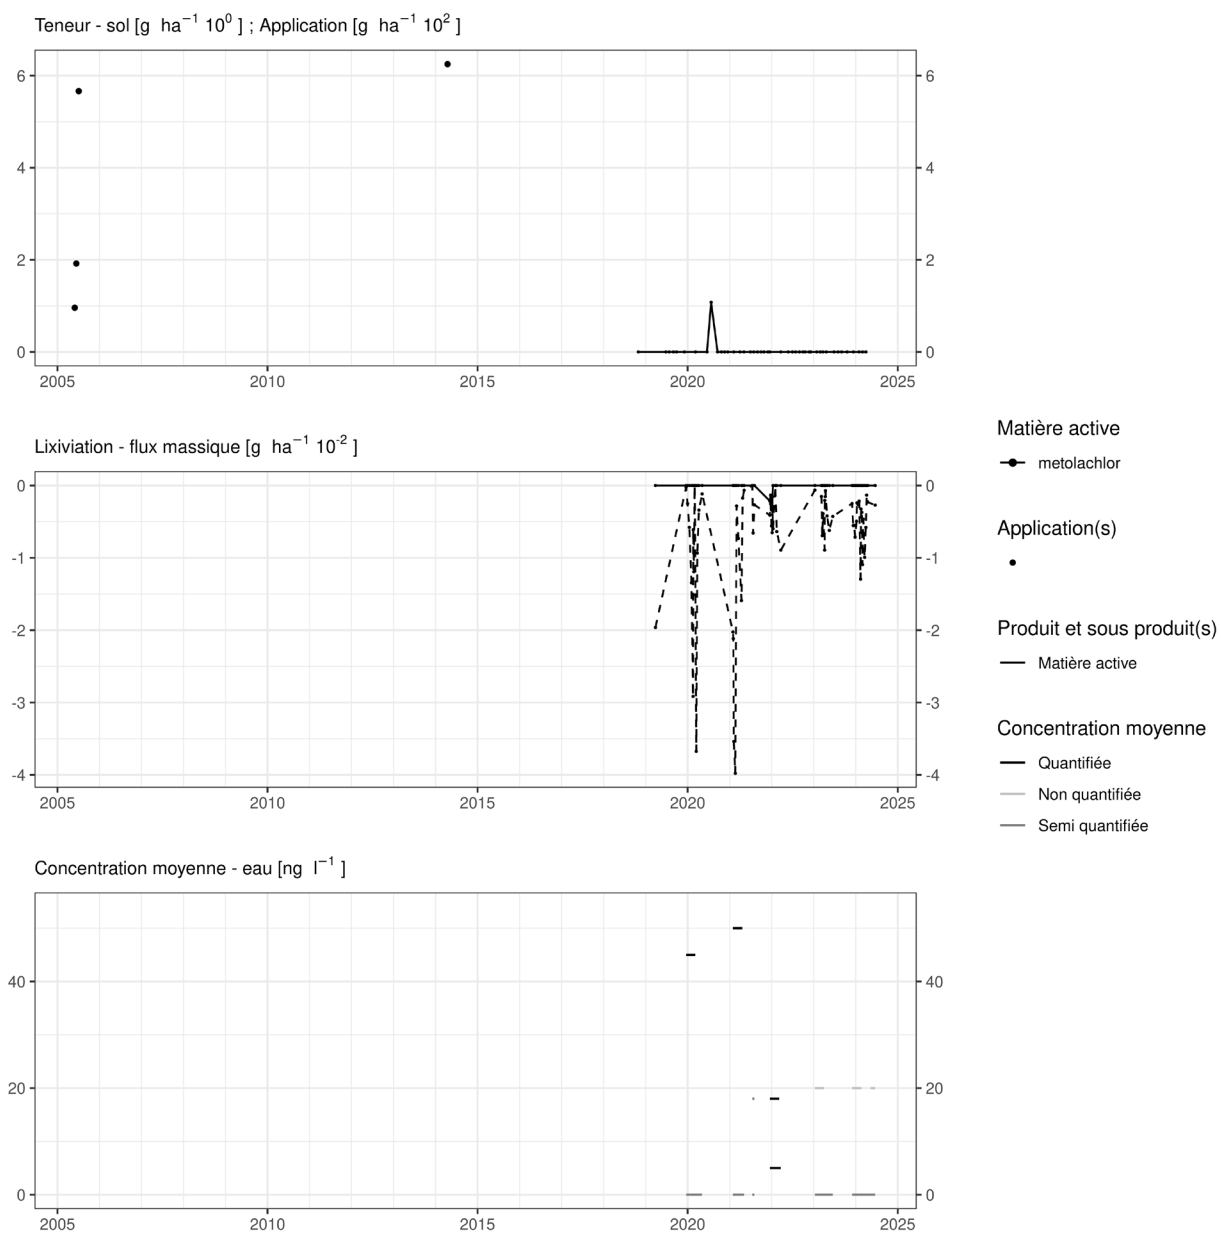 Teneur - sol [g ha−1 100 ] ; Application [g ha−1 102 ]
6
4
2
0
6
4
2
0
2005 2010 2015 2020 2025
Lixiviation - flux massique [g ha−1 10-2 ]
0
-1
-2
-3
-4
0
-1
-2
-3
-4
2005 2010 2015 2020 2025
Concentration moyenne - eau [ng l−1 ]
40
20
0
40
20
0
2005 2010 2015 2020 2025
Matière active
metolachlor
Application(s)
Produit et sous produit(s)
Matière active
Concentration moyenne
Quantifiée
Non quantifiée
Semi quantifiée